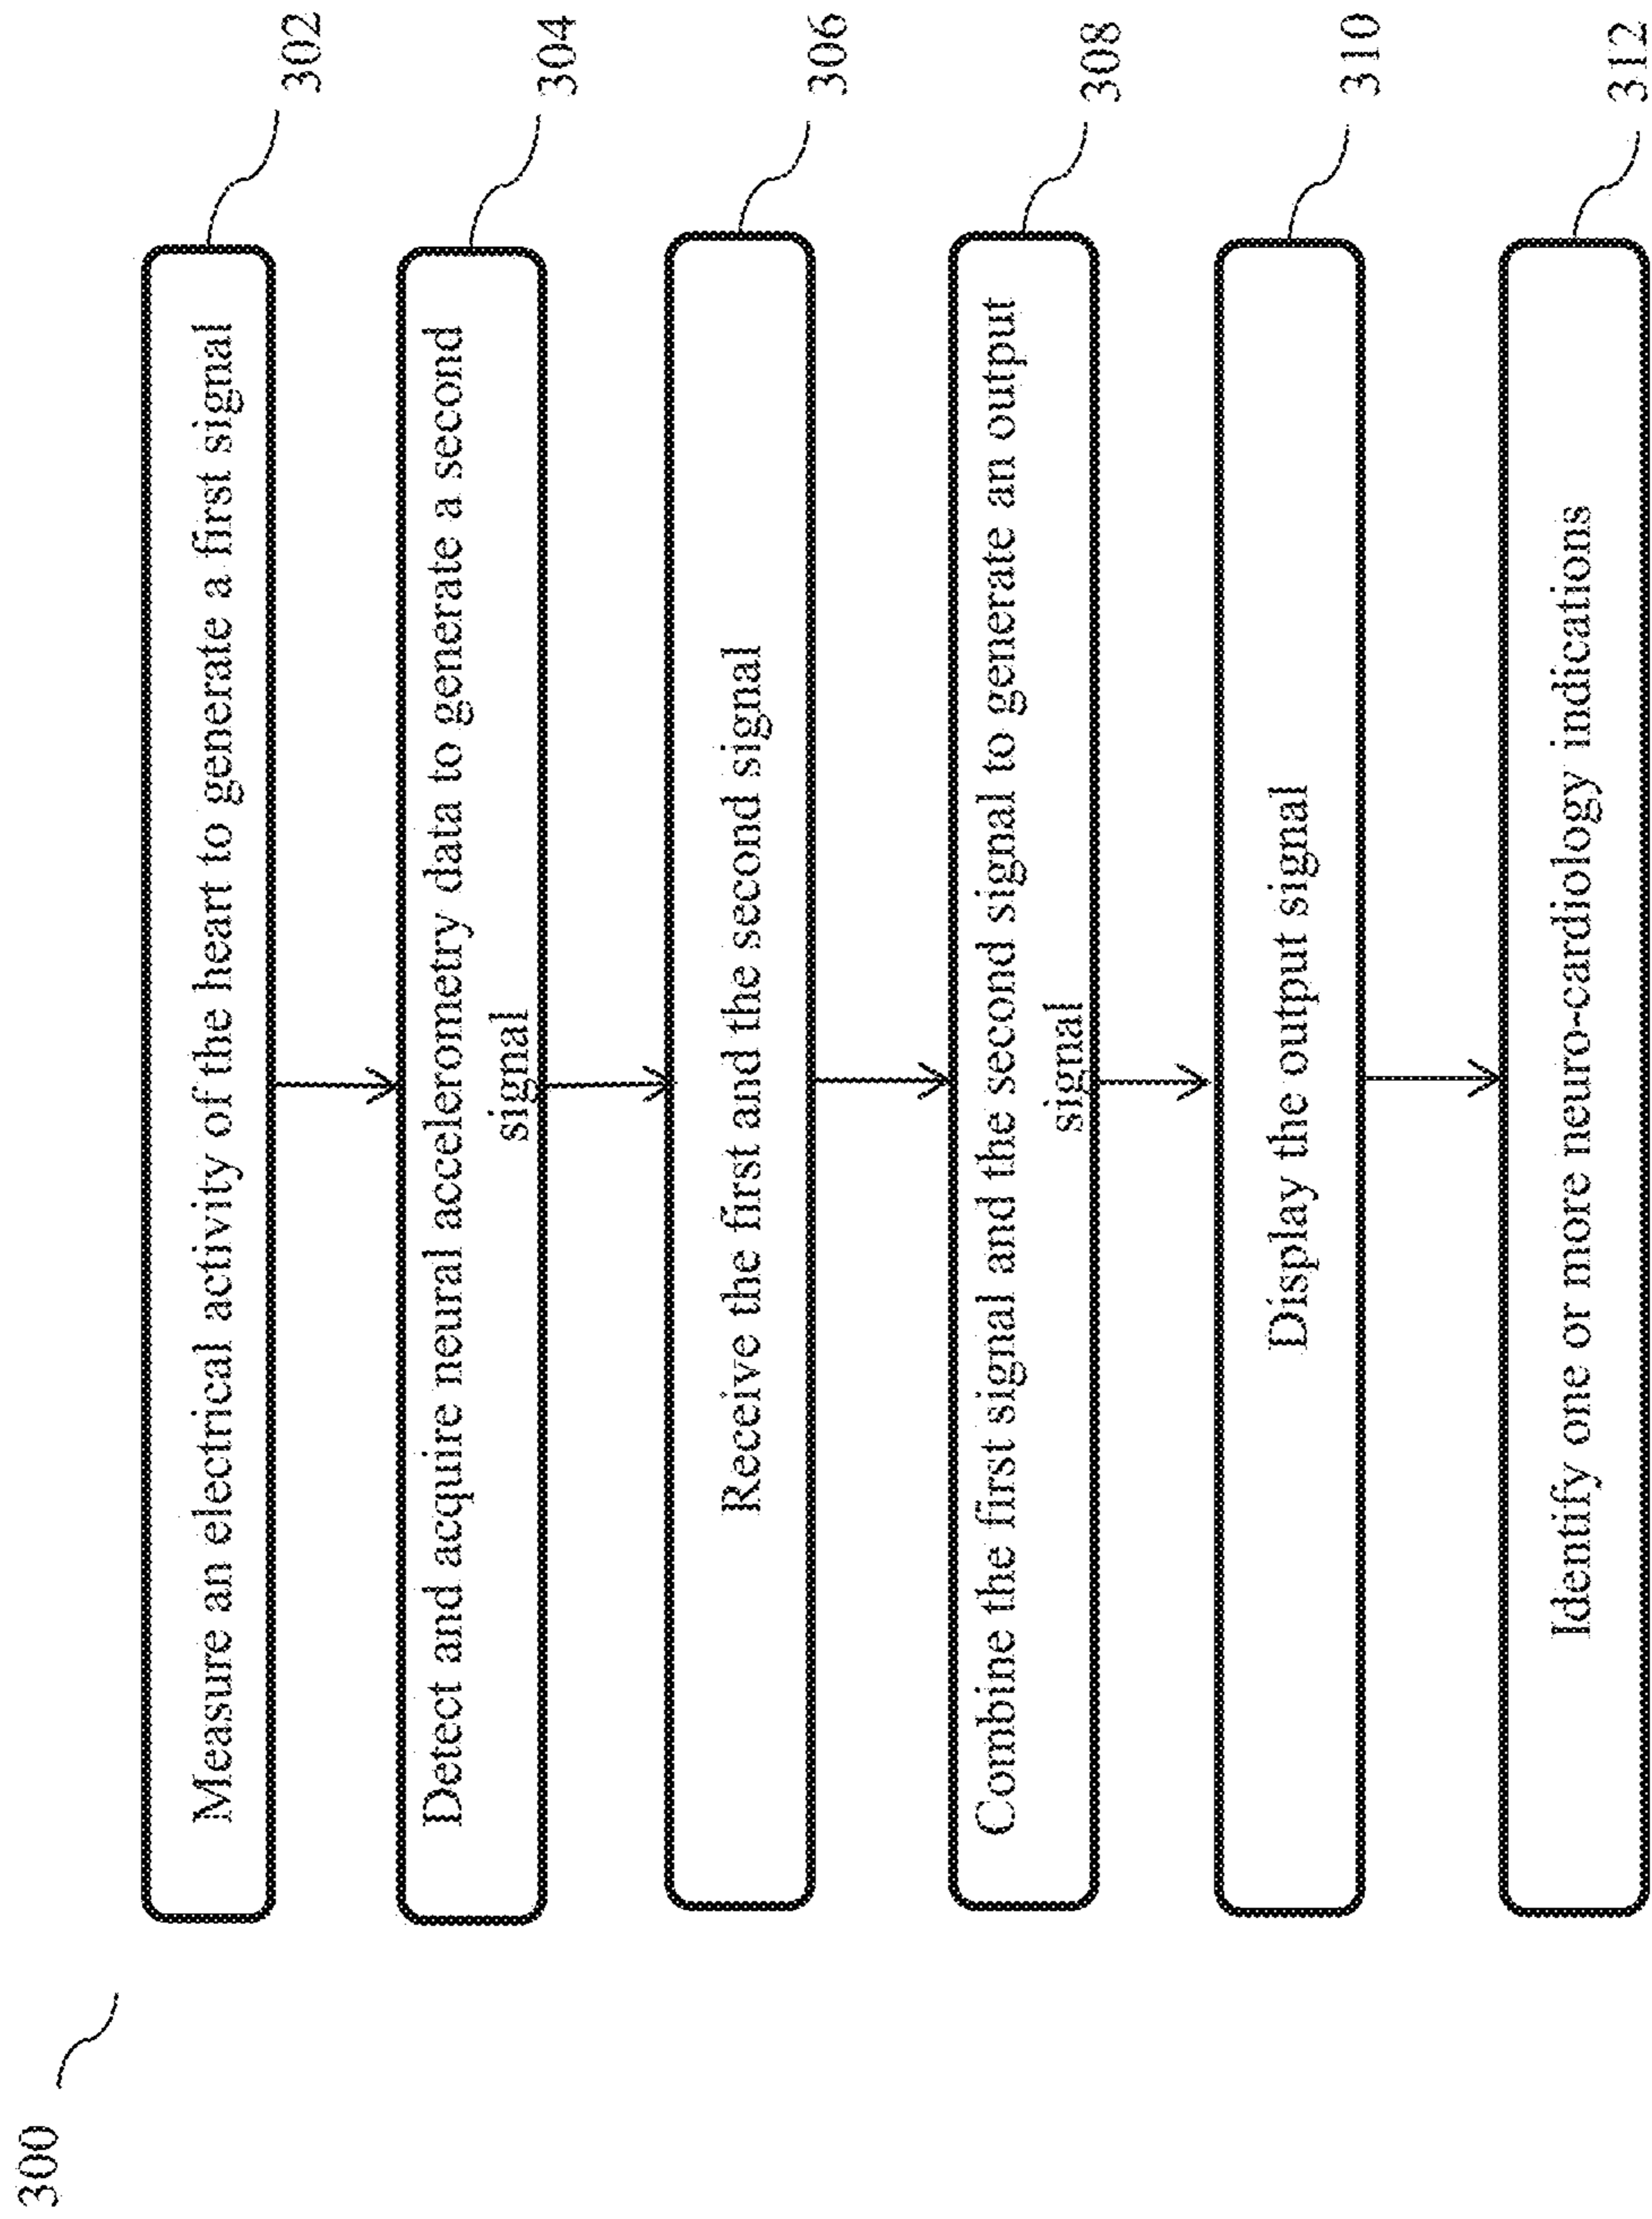 300
Measure an electrical activity of the heart to generate a first signal
302
Detect and acquire neural accelerometry data to generate a second
signal
304
Receive the first and the second signal
306
Combine the first signal and the second signal to generate an output
signal
308
Display the output signal
310
Identify one or more neuro-cardiology indications
312